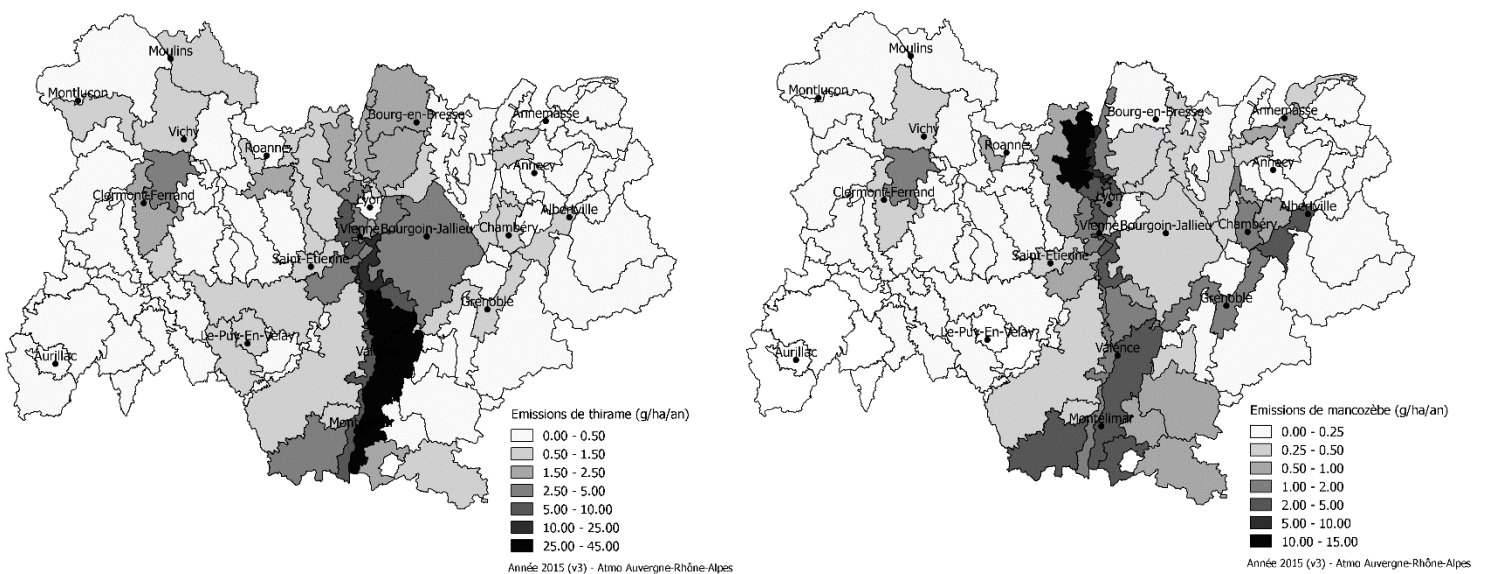 Moulins
Montluçon
Vichy
Roanne
Bourg-en-Bresse
Annemasse
Annecy
Clermont-Ferrand
Lyon
Albertville
Vienne
Bourgoin-Jallieu
Chambéry
Saint-Etienne
Grenoble
Le-Puy-En-Velay
Aurillac
Emissions de thirame (g/ha/an)
0.00 - 0.50
0.50 - 1.50
1.50 - 2.50
2.50 - 5.00
5.00 - 10.00
10.00 - 25.00
25.00 - 45.00
Année 2015 (v3) - Atmo Auvergne-Rhône-Alpes
Moulins
Montluçon
Vichy
Roanne
Bourg-en-Bresse
Annemasse
Annecy
Clermont-Ferrand
Lyon
Albertville
Vienne
Bourgoin-Jallieu
Chambéry
Saint-Etienne
Grenoble
Le-Puy-En-Velay
Valence
Aurillac
Montélimar
Emissions de mancozèbe (g/ha/an)
0.00 - 0.25
0.25 - 0.50
0.50 - 1.00
1.00 - 2.00
2.00 - 5.00
5.00 - 10.00
10.00 - 15.00
Année 2015 (v3) - Atmo Auvergne-Rhône-Alpes